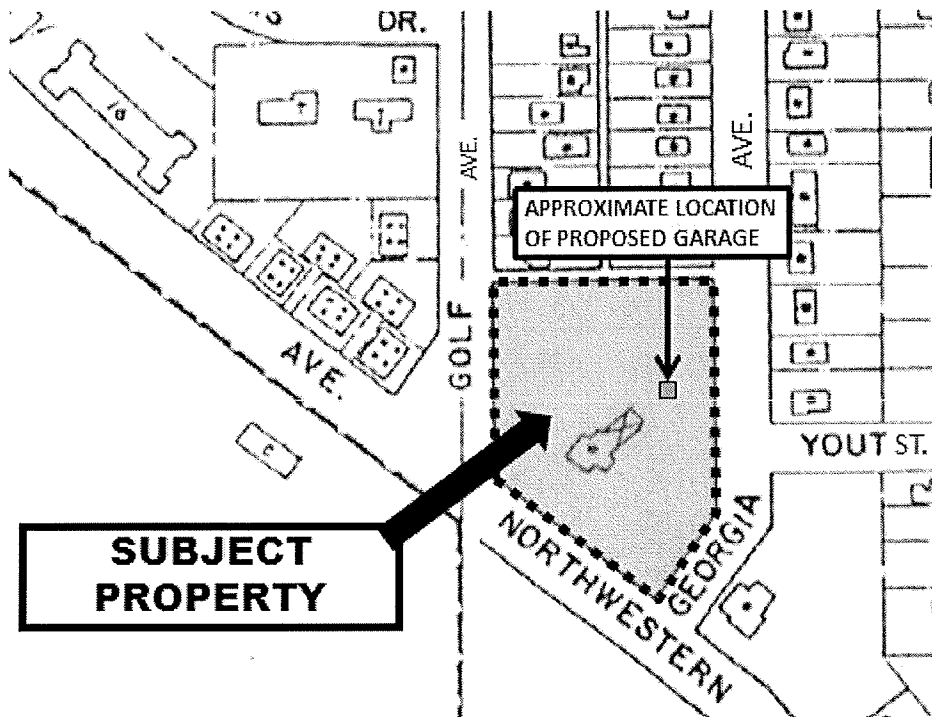 DR.
AVE.
AVE.
APPROXIMATE LOCATION
OF PROPOSED GARAGE
GOLF
AVE.
YOUT ST.
SUBJECT
PROPERTY
NORTHWESTERN
GEORGIA